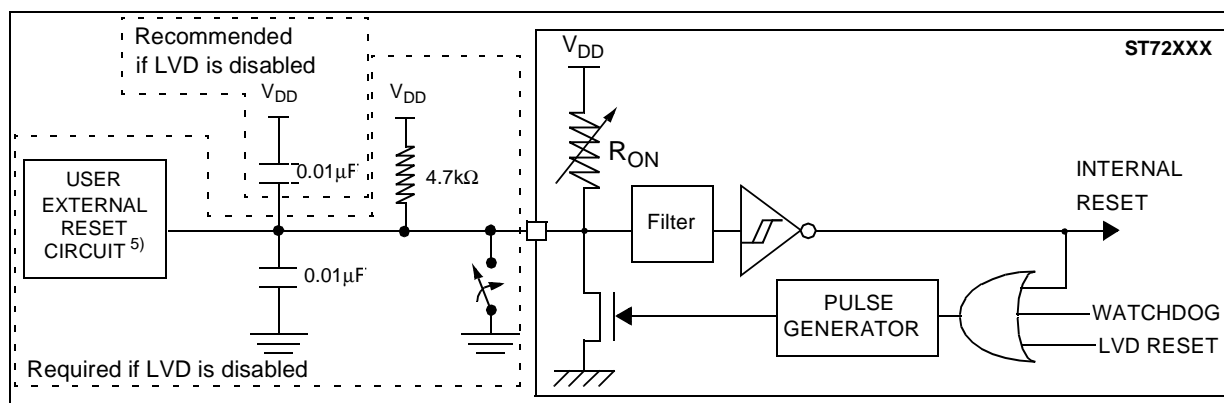 Recommended
if LVD is disabled
VDD
VDD
0.01µF
4.7kΩ
USER
EXTERNAL
RESET
CIRCUIT 5)
0.01µF
Required if LVD is disabled
ST72XXX
VDD
RON
Filter
INTERNAL
RESET
PULSE
GENERATOR
WATCHDOG
LVD RESET